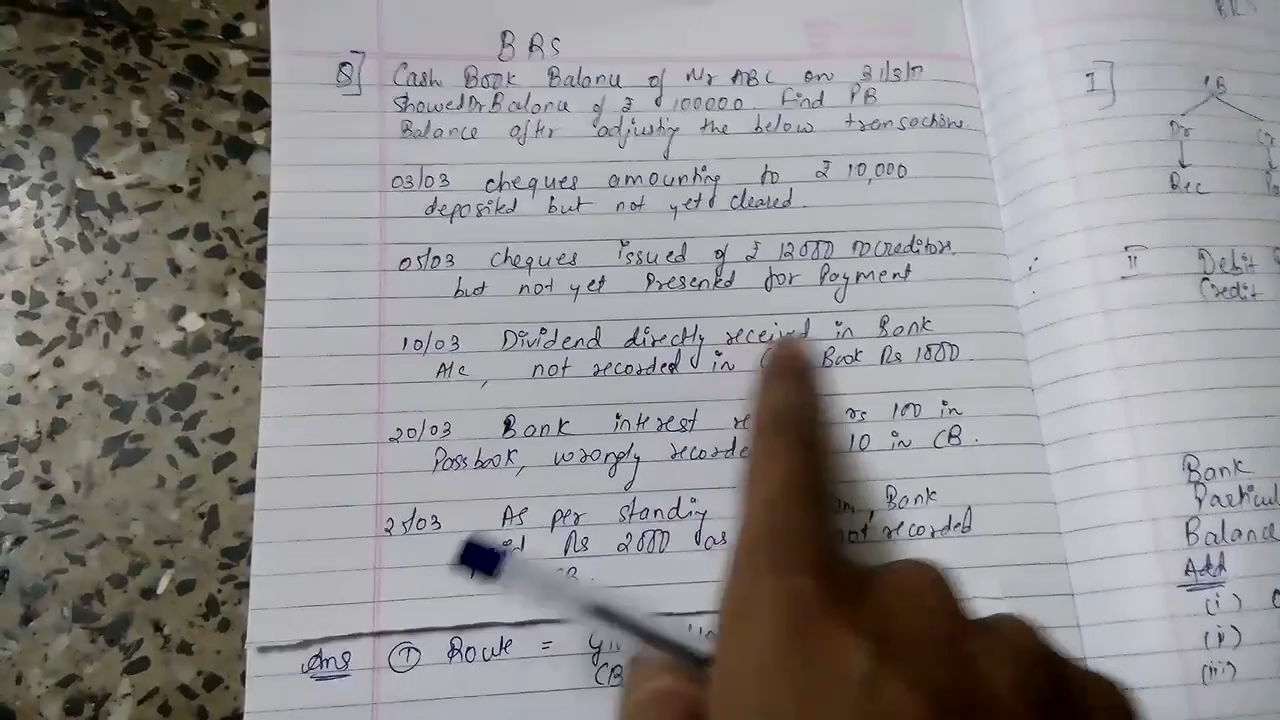 BRS
Q] Cash Book Balance of Mr ABC on 31/3/17
showed Dr Balance of ₹ 100000. Find PB
Balance after adjusting the below transactions.
03/03 cheques amounting to ₹ 10,000
deposited but not yet cleared.
05/03 cheques issued of ₹ 12000 to creditors.
but not yet Presented for Payment
10/03 Dividend directly received in Bank
A/c, not recorded in Book Rs 1000.
20/03 Bank interest rs 100 in
Passbook, wrongly 10 in CB.
25/03 As per standing Bank
Rs 2000 as not recorded
Ans ① Route =
(B
I]
Dr
Rec
II Debit
Credit
Bank
Balance
Add
(i)
(ii)
(iii)